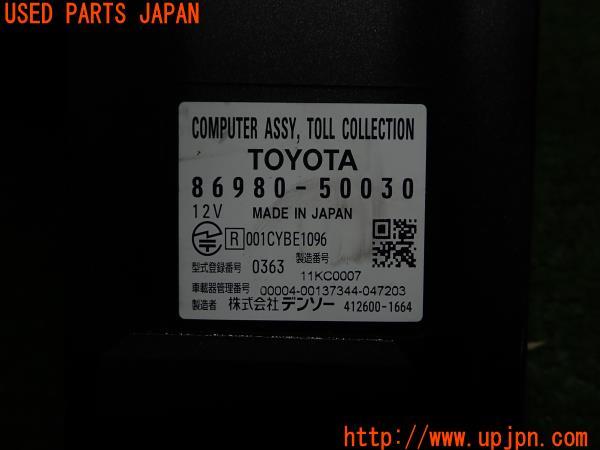 USED PARTS JAPAN
COMPUTER ASSY, TOLL COLLECTION
TOYOTA
86980-50030
12V MADE IN JAPAN
R 001CYBE1096
型式登録番号 0363 製造番号 11KC0007
車載器管理番号 00004-00137344-047203
製造者 株式会社デンソー 412600-1664
http://www.upjpn.com